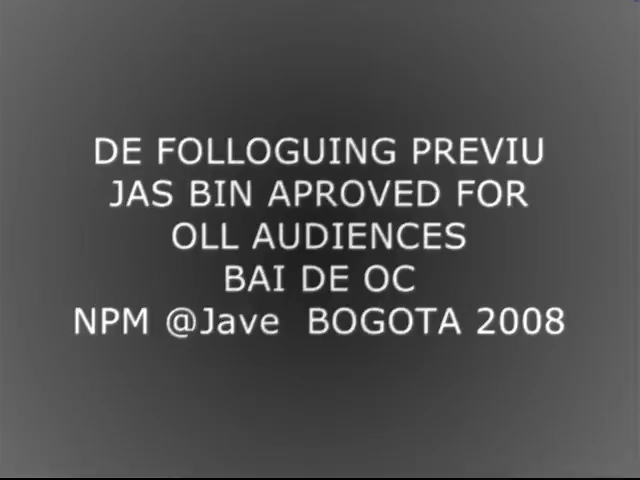 DE FOLLOGUING PREVIU
JAS BIN APROVED FOR
OLL AUDIENCES
BAI DE OC
NPM @Jave BOGOTA 2008